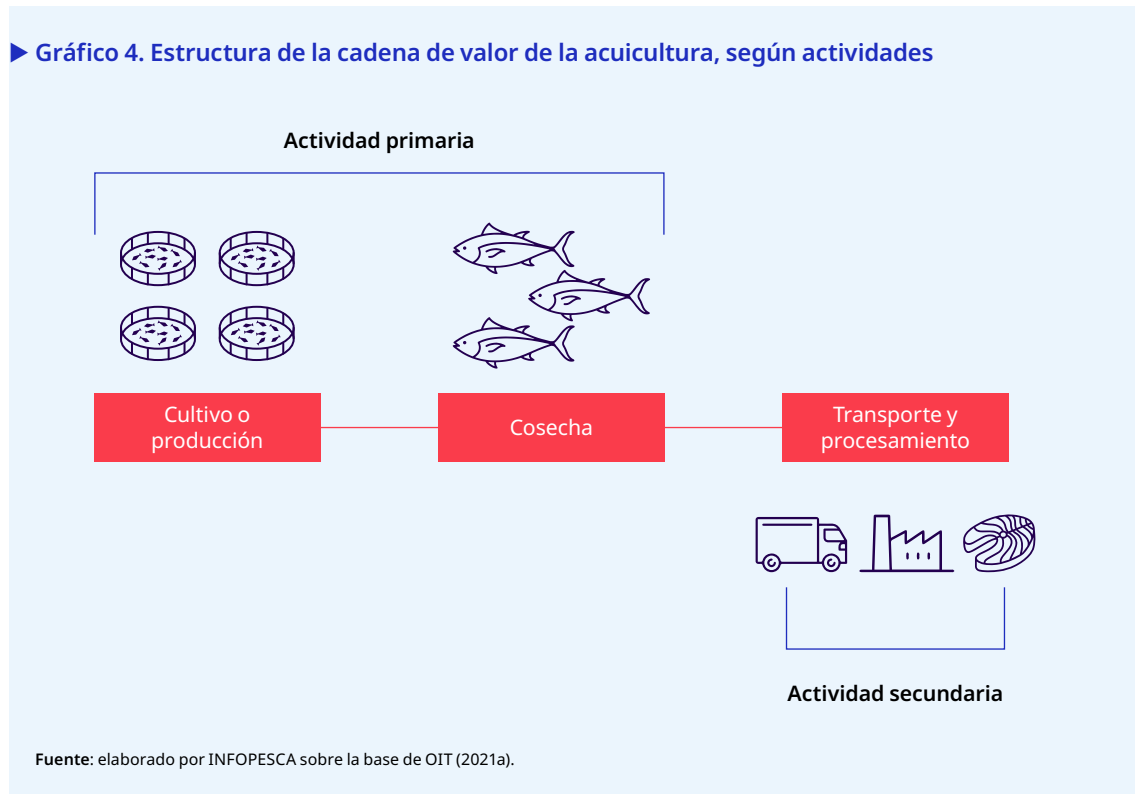 ▶ Gráfico 4. Estructura de la cadena de valor de la acuicultura, según actividades
Actividad primaria
Cultivo o
producción
Cosecha
Transporte y
procesamiento
Actividad secundaria
Fuente: elaborado por INFOPESCA sobre la base de OIT (2021a).